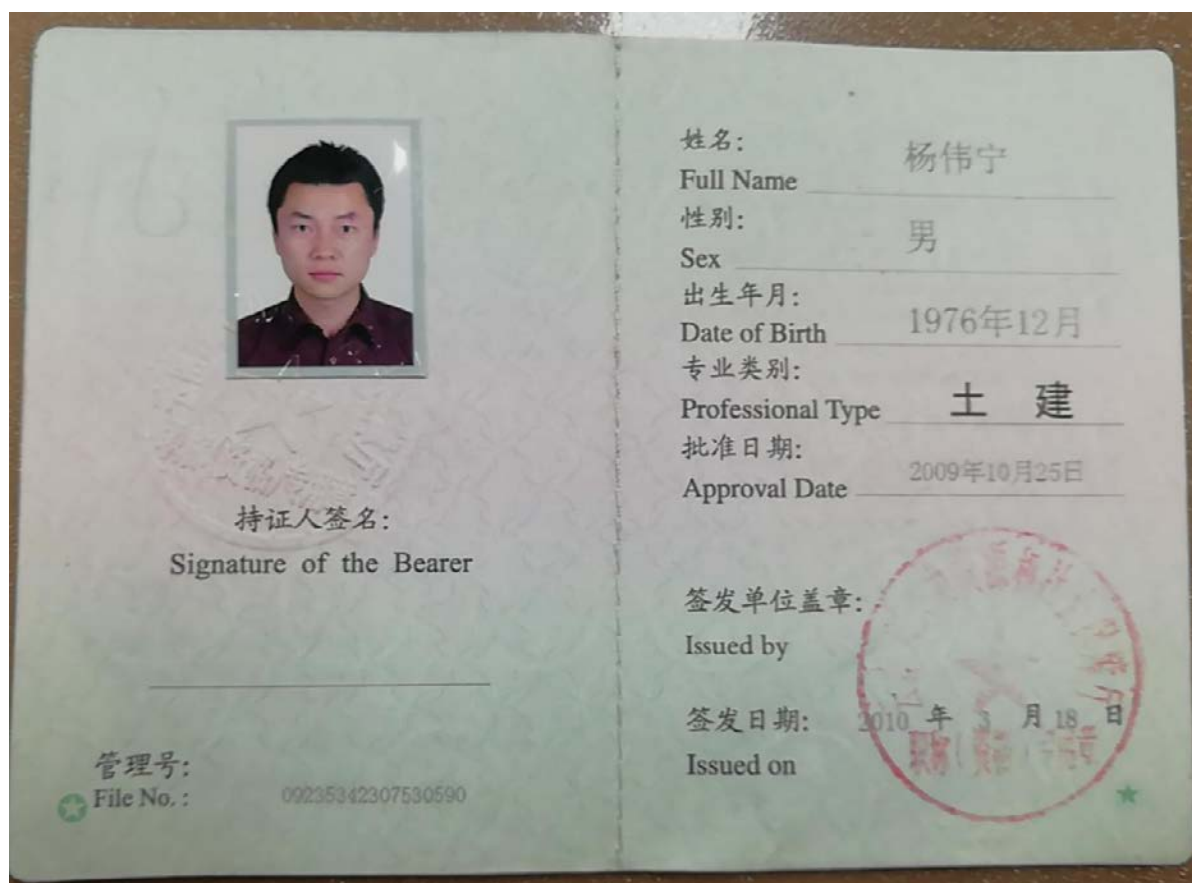 持证人签名:
Signature of the Bearer
管理号:
File No. :
09235342307530590
姓名:
杨伟宁
Full Name
性别:
男
Sex
出生年月:
1976年12月
Date of Birth
专业类别:
土 建
Professional Type
批准日期:
2009年10月25日
Approval Date
签发单位盖章:
Issued by
签发日期: 2010 年 3 月 18 日
Issued on